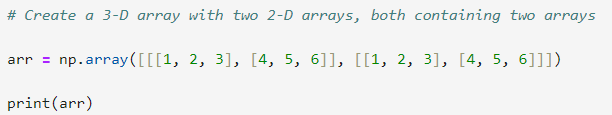 # Create a 3-D array with two 2-D arrays, both containing two arrays
arr = np.array([[[1, 2, 3], [4, 5, 6]], [[1, 2, 3], [4, 5, 6]]])
print(arr)